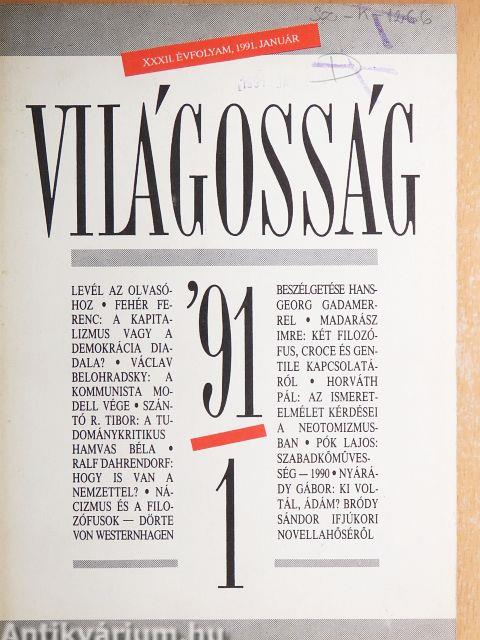 XXXII. ÉVFOLYAM, 1991. JANUÁR
VILÁGOSSÁG
LEVÉL AZ OLVASÓ-
HOZ • FEHÉR FE-
RENC: A KAPITA-
LIZMUS VAGY A
DEMOKRÁCIA DIA-
DALA? • VÁCLAV
BELOHRADSKY: A
KOMMUNISTA MO-
DELL VÉGE • SZÁN-
TÓ R. TIBOR: A TU-
DOMÁNYKRITIKUS
HAMVAS BÉLA •
RALF DAHRENDORF:
HOGY IS VAN A
NEMZETTEL? • NÁ-
CIZMUS ÉS A FILO-
ZÓFUSOK — DÖRTE
VON WESTERNHAGEN
'91
1
BESZÉLGETÉSE HANS-
GEORG GADAMER-
REL • MADARÁSZ
IMRE: KÉT FILOZÓ-
FUS, CROCE ÉS GEN-
TILE KAPCSOLATÁ-
RÓL • HORVÁTH
PÁL: AZ ISMERET-
ELMÉLET KÉRDÉSEI
A NEOTOMIZMUS-
BAN • PÓK LAJOS:
SZABADKŐMŰVES-
SÉG — 1990 • NYÁRÁ-
DY GÁBOR: KI VOL-
TÁL, ÁDÁM? BRÓDY
SÁNDOR IFJÚKORI
NOVELLAHŐSÉRŐL
Antikvárium.hu